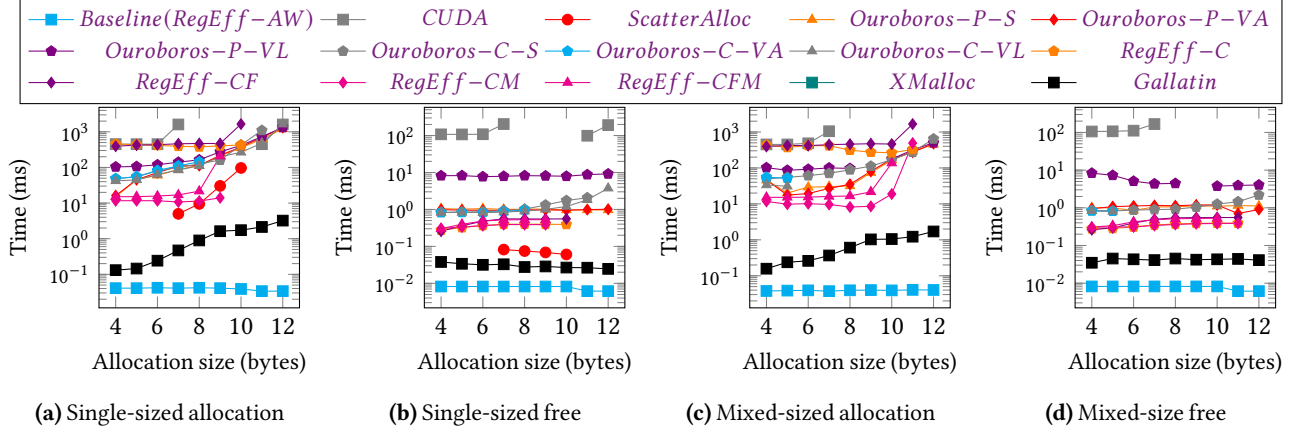 Baseline(RegEff−AW) CUDA ScatterAlloc Ouroboros−P−S Ouroboros−P−VA
Ouroboros−P−VL Ouroboros−C−S Ouroboros−C−VA Ouroboros−C−VL RegEff−C
RegEff−CF RegEff−CM RegEff−CFM XMalloc Gallatin
Time (ms)
10³
10²
10¹
10⁰
10⁻¹
4 6 8 10 12
Allocation size (bytes)
(a) Single-sized allocation
Time (ms)
10²
10¹
10⁰
10⁻¹
10⁻²
4 6 8 10 12
Allocation size (bytes)
(b) Single-sized free
Time (ms)
10³
10²
10¹
10⁰
10⁻¹
4 6 8 10 12
Allocation size (bytes)
(c) Mixed-sized allocation
Time (ms)
10²
10¹
10⁰
10⁻¹
10⁻²
4 6 8 10 12
Allocation size (bytes)
(d) Mixed-size free